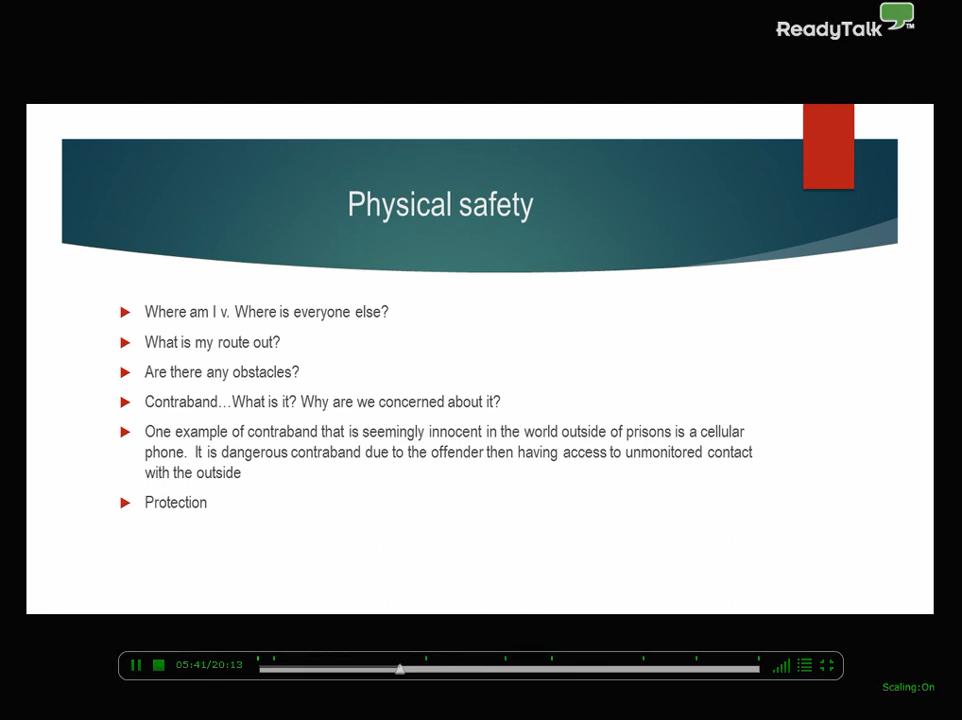 ReadyTalk™
Physical safety
Where am I v. Where is everyone else?
What is my route out?
Are there any obstacles?
Contraband…What is it? Why are we concerned about it?
One example of contraband that is seemingly innocent in the world outside of prisons is a cellular
phone. It is dangerous contraband due to the offender then having access to unmonitored contact
with the outside
Protection
05:41/20:13
Scaling:On